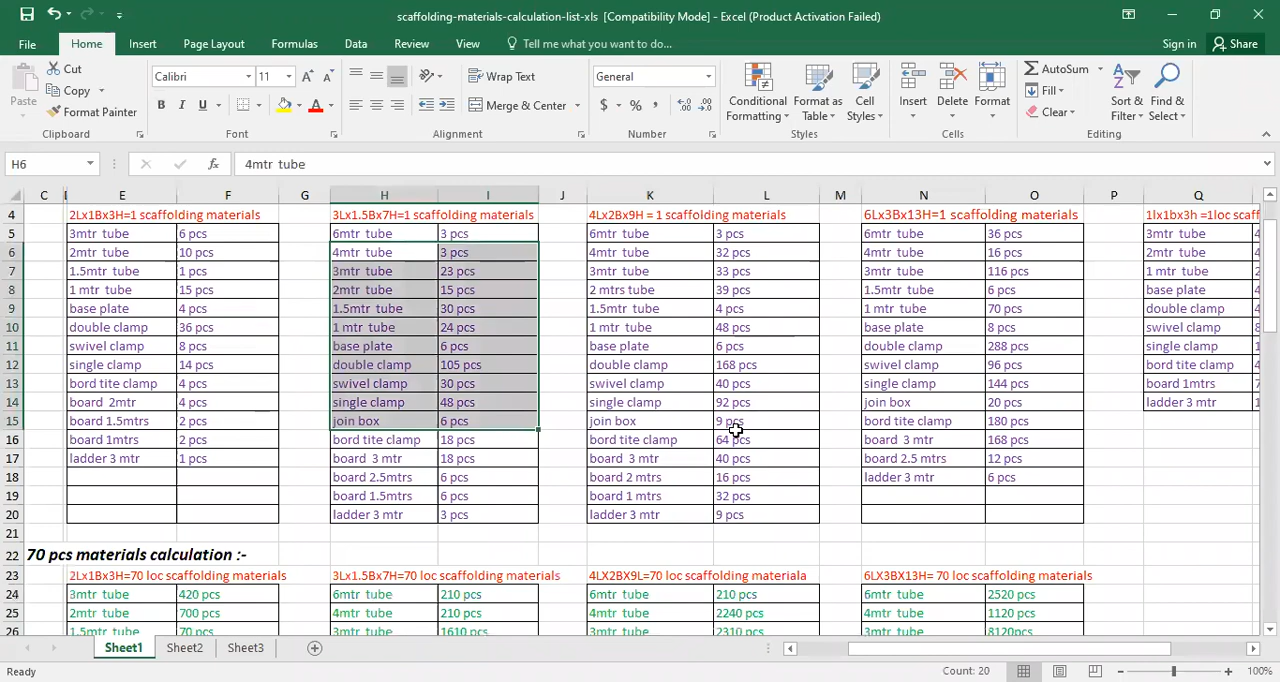 scaffolding-materials-calculation-list-xls [Compatibility Mode] - Excel (Product Activation Failed)
File Home Insert Page Layout Formulas Data Review View Tell me what you want to do... Sign in Share
Paste Cut Copy Format Painter Clipboard
Calibri 11 B I U Font
Wrap Text Merge & Center Alignment
General $ % , Number
Conditional Formatting Format as Table Cell Styles Styles
Insert Delete Format Cells
AutoSum Fill Clear Sort & Filter Find & Select Editing
H6 fx 4mtr tube
C E F G H I J K L M N O P Q
4 2Lx1Bx3H=1 scaffolding materials 3Lx1.5Bx7H=1 scaffolding materials 4Lx2Bx9H = 1 scaffolding materials 6Lx3Bx13H=1 scaffolding materials 1lx1bx3h =1loc scaff
5 3mtr tube 6 pcs 6mtr tube 3 pcs 6mtr tube 3 pcs 6mtr tube 36 pcs 3mtr tube
6 2mtr tube 10 pcs 4mtr tube 3 pcs 4mtr tube 32 pcs 4mtr tube 16 pcs 2mtr tube
7 1.5mtr tube 1 pcs 3mtr tube 23 pcs 3mtr tube 33 pcs 3mtr tube 116 pcs 1 mtr tube
8 1 mtr tube 15 pcs 2mtr tube 15 pcs 2 mtrs tube 39 pcs 1.5mtr tube 6 pcs base plate
9 base plate 4 pcs 1.5mtr tube 30 pcs 1.5mtr tube 4 pcs 1 mtr tube 70 pcs double clamp
10 double clamp 36 pcs 1 mtr tube 24 pcs 1 mtr tube 48 pcs base plate 8 pcs swivel clamp
11 swivel clamp 8 pcs base plate 6 pcs base plate 6 pcs double clamp 288 pcs single clamp
12 single clamp 14 pcs double clamp 105 pcs double clamp 168 pcs swivel clamp 96 pcs bord tite clamp
13 bord tite clamp 4 pcs swivel clamp 30 pcs swivel clamp 40 pcs single clamp 144 pcs board 1mtrs
14 board 2mtr 4 pcs single clamp 48 pcs single clamp 92 pcs join box 20 pcs ladder 3 mtr
15 board 1.5mtrs 2 pcs join box 6 pcs join box 9 pcs bord tite clamp 180 pcs
16 board 1mtrs 2 pcs bord tite clamp 18 pcs bord tite clamp 64 pcs board 3 mtr 168 pcs
17 ladder 3 mtr 1 pcs board 3 mtr 18 pcs board 3 mtr 40 pcs board 2.5 mtrs 12 pcs
18 board 2.5mtrs 6 pcs board 2 mtrs 16 pcs ladder 3 mtr 6 pcs
19 board 1.5mtrs 6 pcs board 1 mtrs 32 pcs
20 ladder 3 mtr 3 pcs ladder 3 mtr 9 pcs
21
22 70 pcs materials calculation :-
23 2Lx1Bx3H=70 loc scaffolding materials 3Lx1.5Bx7H=70 loc scaffolding materials 4LX2BX9L=70 loc scaffolding materiala 6LX3BX13H= 70 loc scaffolding materials
24 3mtr tube 420 pcs 6mtr tube 210 pcs 6mtr tube 210 pcs 6mtr tube 2520 pcs
25 2mtr tube 700 pcs 4mtr tube 210 pcs 4mtr tube 2240 pcs 4mtr tube 1120 pcs
26 1.5mtr tube 70 pcs 3mtr tube 1610 pcs 3mtr tube 2310 pcs 3mtr tube 8120pcs
Sheet1 Sheet2 Sheet3
Ready Count: 20 100%